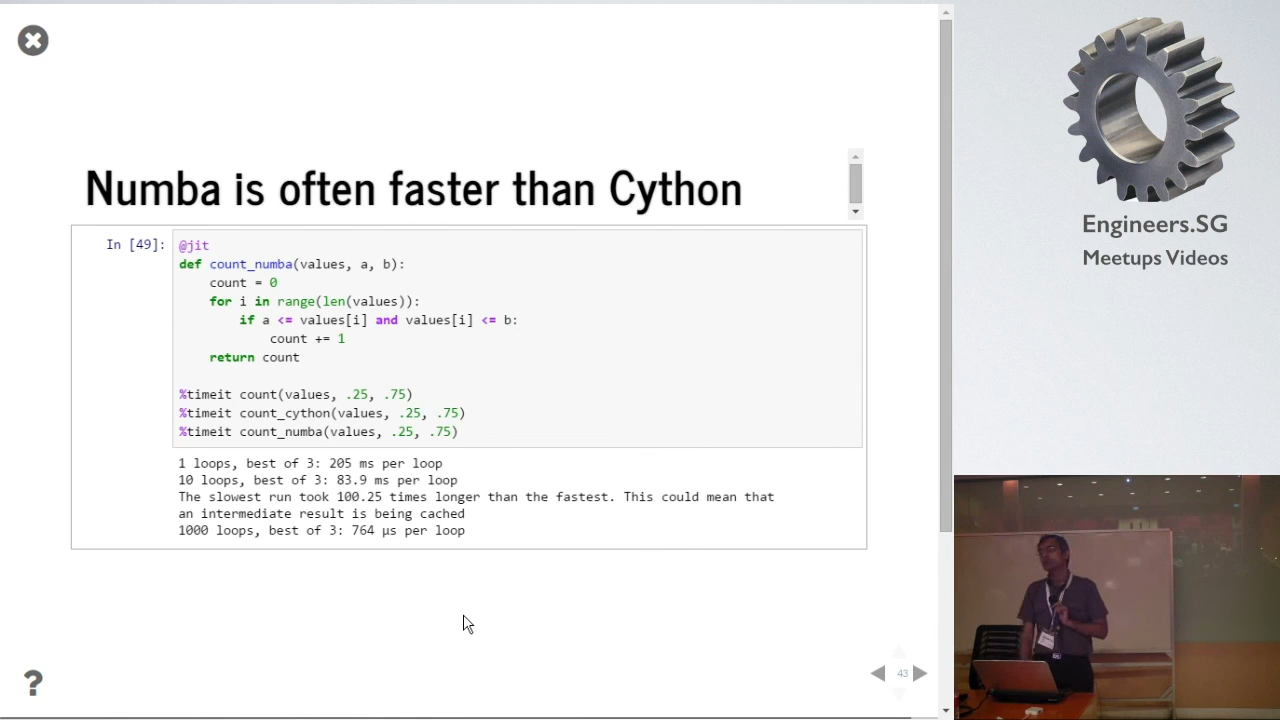 Numba is often faster than Cython
In [49]:
@jit
def count_numba(values, a, b):
    count = 0
    for i in range(len(values)):
        if a <= values[i] and values[i] <= b:
            count += 1
    return count
%timeit count(values, .25, .75)
%timeit count_cython(values, .25, .75)
%timeit count_numba(values, .25, .75)
1 loops, best of 3: 205 ms per loop
10 loops, best of 3: 83.9 ms per loop
The slowest run took 100.25 times longer than the fastest. This could mean that
an intermediate result is being cached
1000 loops, best of 3: 764 µs per loop
?
43
Engineers.SG
Meetups Videos